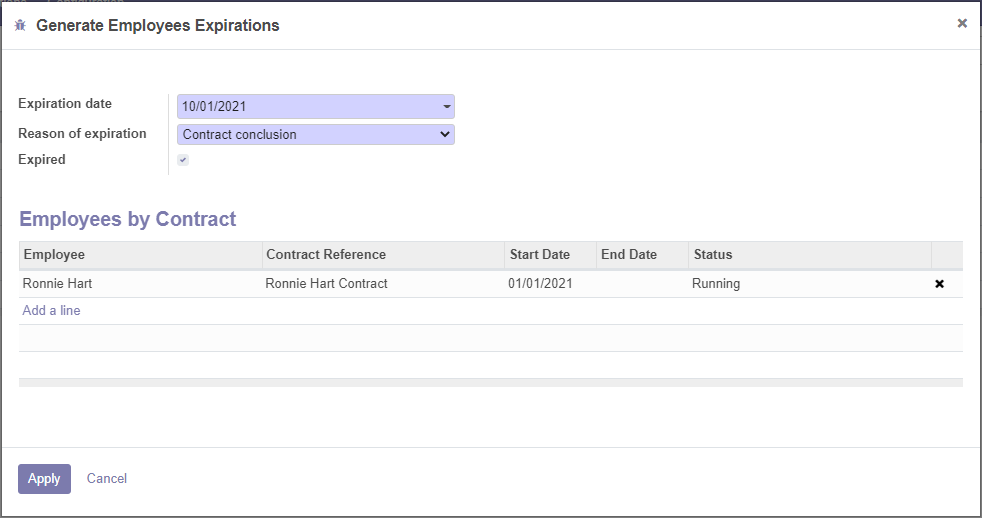 Generate Employees Expirations
Expiration date 10/01/2021
Reason of expiration Contract conclusion
Expired
Employees by Contract
Employee Contract Reference Start Date End Date Status
Ronnie Hart Ronnie Hart Contract 01/01/2021 Running
Add a line
Apply Cancel